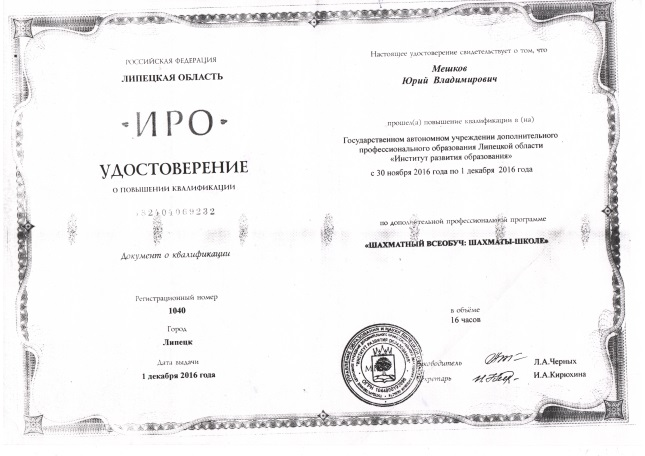 РОССИЙСКАЯ ФЕДЕРАЦИЯ
ЛИПЕЦКАЯ ОБЛАСТЬ
·ИРО·
УДОСТОВЕРЕНИЕ
О ПОВЫШЕНИИ КВАЛИФИКАЦИИ
Документ о квалификации
Регистрационный номер
1040
Город
Липецк
Дата выдачи
1 декабря 2016 года
Настоящее удостоверение свидетельствует о том, что
Мешков
Юрий Владимирович
прошел(а) повышение квалификации в (на)
Государственном автономном учреждении дополнительного
профессионального образования Липецкой области
«Институт развития образования»
с 30 ноября 2016 года по 1 декабря 2016 года
по дополнительной профессиональной программе
«ШАХМАТНЫЙ ВСЕОБУЧ: ШАХМАТЫ-ШКОЛЕ»
в объёме
16 часов
Руководитель
Л.А.Черных
Секретарь
И.А.Кирюхина